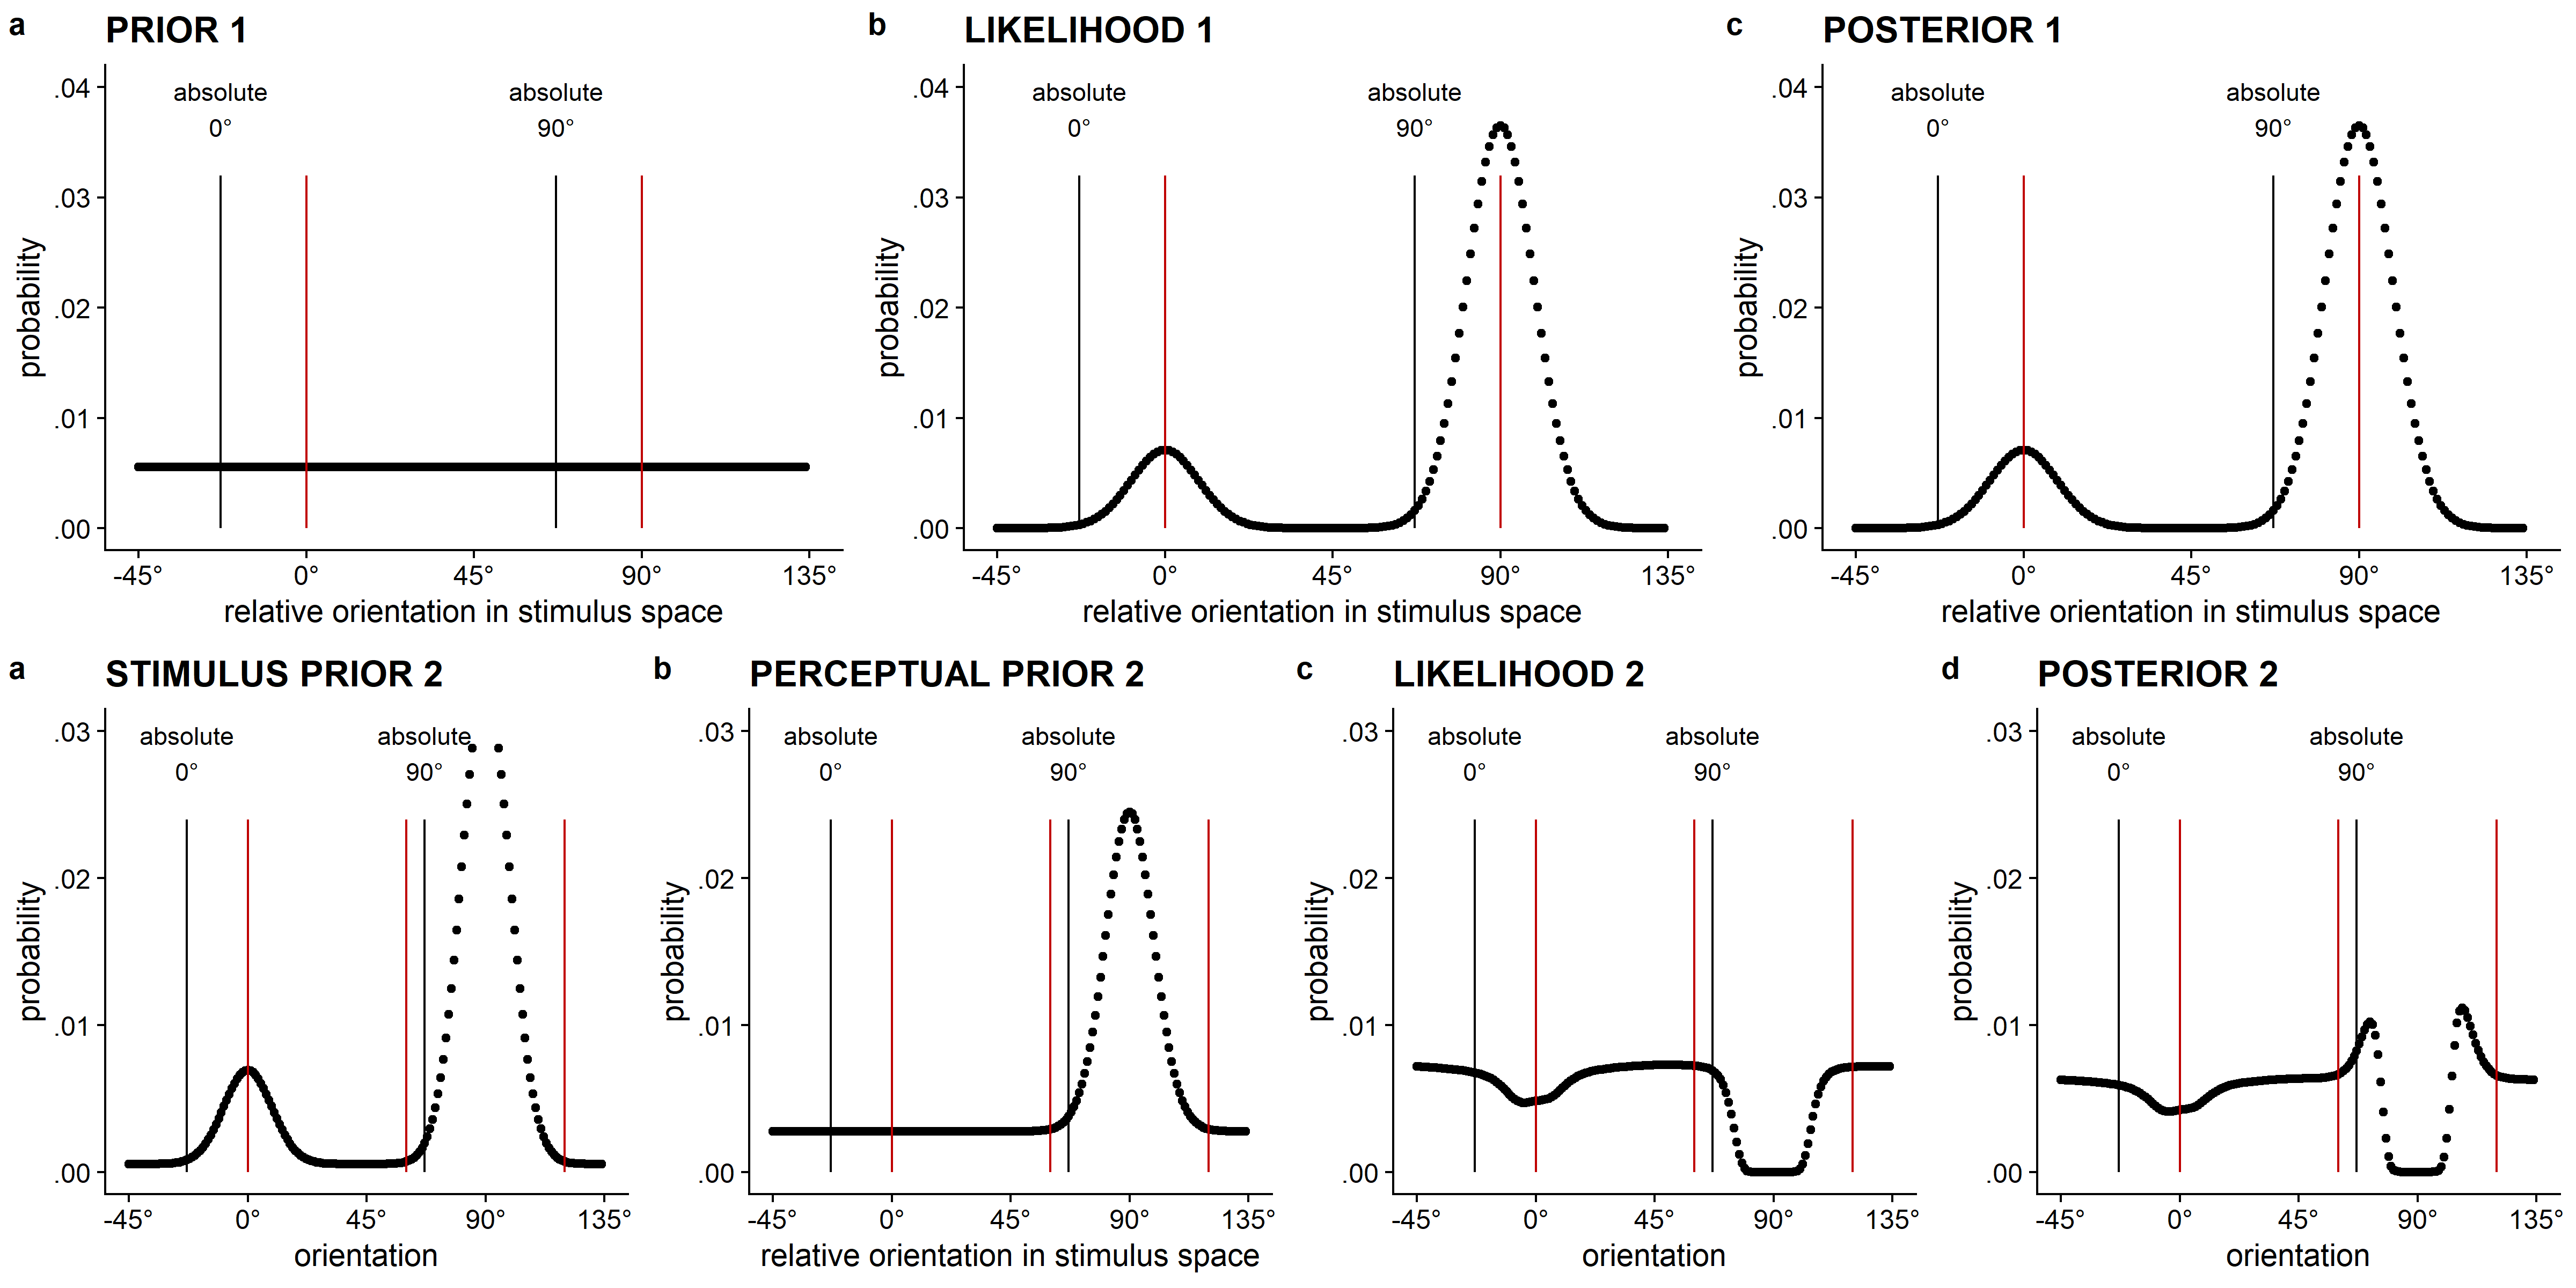 a PRIOR 1
.04
.03
.02
.01
.00
absolute
0°
absolute
90°
probability
-45° 0° 45° 90° 135°
relative orientation in stimulus space
b LIKELIHOOD 1
.04
.03
.02
.01
.00
absolute
0°
absolute
90°
probability
-45° 0° 45° 90° 135°
relative orientation in stimulus space
c POSTERIOR 1
.04
.03
.02
.01
.00
absolute
0°
absolute
90°
probability
-45° 0° 45° 90° 135°
relative orientation in stimulus space
a STIMULUS PRIOR 2
.03
.02
.01
.00
absolute
0°
absolute
90°
probability
-45° 0° 45° 90° 135°
orientation
b PERCEPTUAL PRIOR 2
.03
.02
.01
.00
absolute
0°
absolute
90°
probability
-45° 0° 45° 90° 135°
relative orientation in stimulus space
c LIKELIHOOD 2
.03
.02
.01
.00
absolute
0°
absolute
90°
probability
-45° 0° 45° 90° 135°
orientation
d POSTERIOR 2
.03
.02
.01
.00
absolute
0°
absolute
90°
probability
-45° 0° 45° 90° 135°
orientation